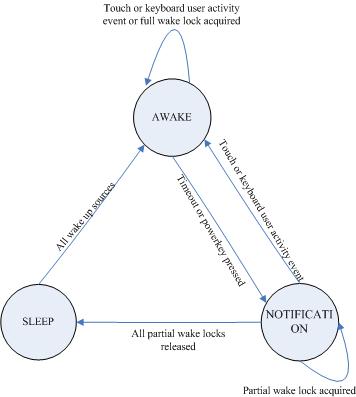 Touch or keyboard user activity
event or full wake lock acquired
AWAKE
All wake up sources
Timeout or powerkey pressed
Touch or keyboard user activity event
SLEEP
NOTIFICATI
ON
All partial wake locks
released
Partial wake lock acquired